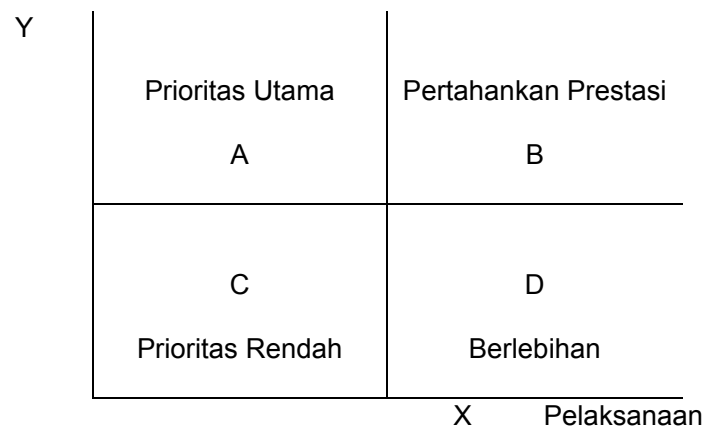 Y
Prioritas Utama Pertahankan Prestasi
A B
C D
Prioritas Rendah Berlebihan
X Pelaksanaan